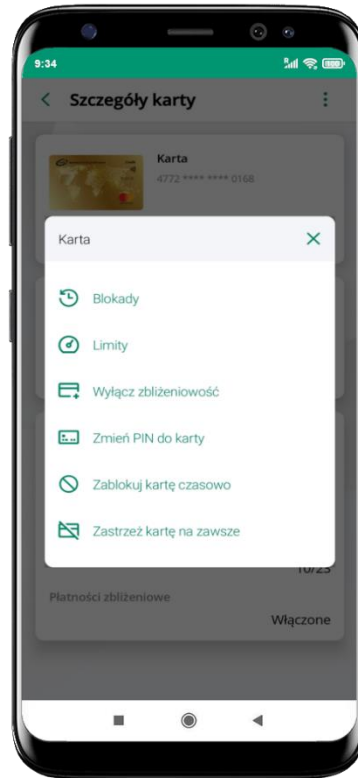 9:34
Szczegóły karty
Karta
4772 **** **** 0168
Karta
Blokady
Limity
Wyłącz zbliżeniowość
Zmień PIN do karty
Zablokuj kartę czasowo
Zastrzeż kartę na zawsze
10/23
Płatności zbliżeniowe
Włączone